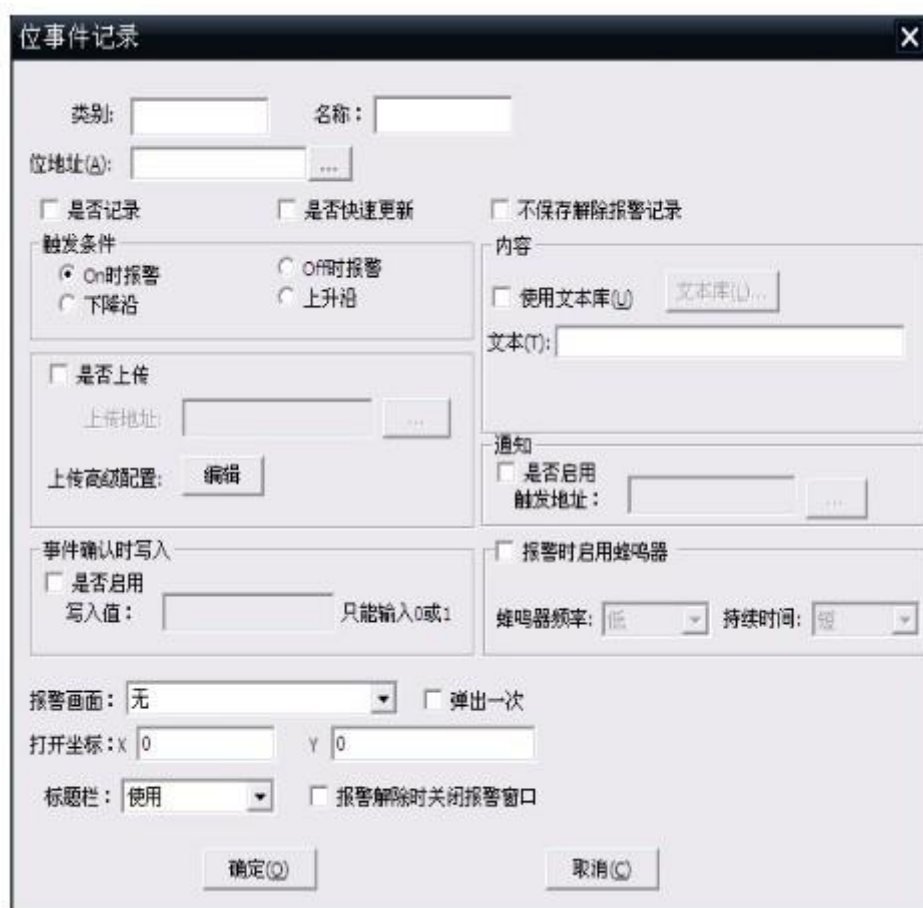 位事件记录
类别: 名称：
位地址(A): ...
是否记录 是否快速更新 不保存解除报警记录
触发条件
On时报警 Off时报警
下降沿 上升沿
内容
使用文本库(U) 文本库(L)...
文本(T):
是否上传
上传地址: ...
上传高级配置: 编辑
通知
是否启用
触发地址： ...
事件确认时写入
是否启用
写入值： 只能输入0或1
报警时启用蜂鸣器
蜂鸣器频率: 低 持续时间: 短
报警画面： 无 弹出一次
打开坐标：X 0 Y 0
标题栏： 使用 报警解除时关闭报警窗口
确定(O) 取消(C)